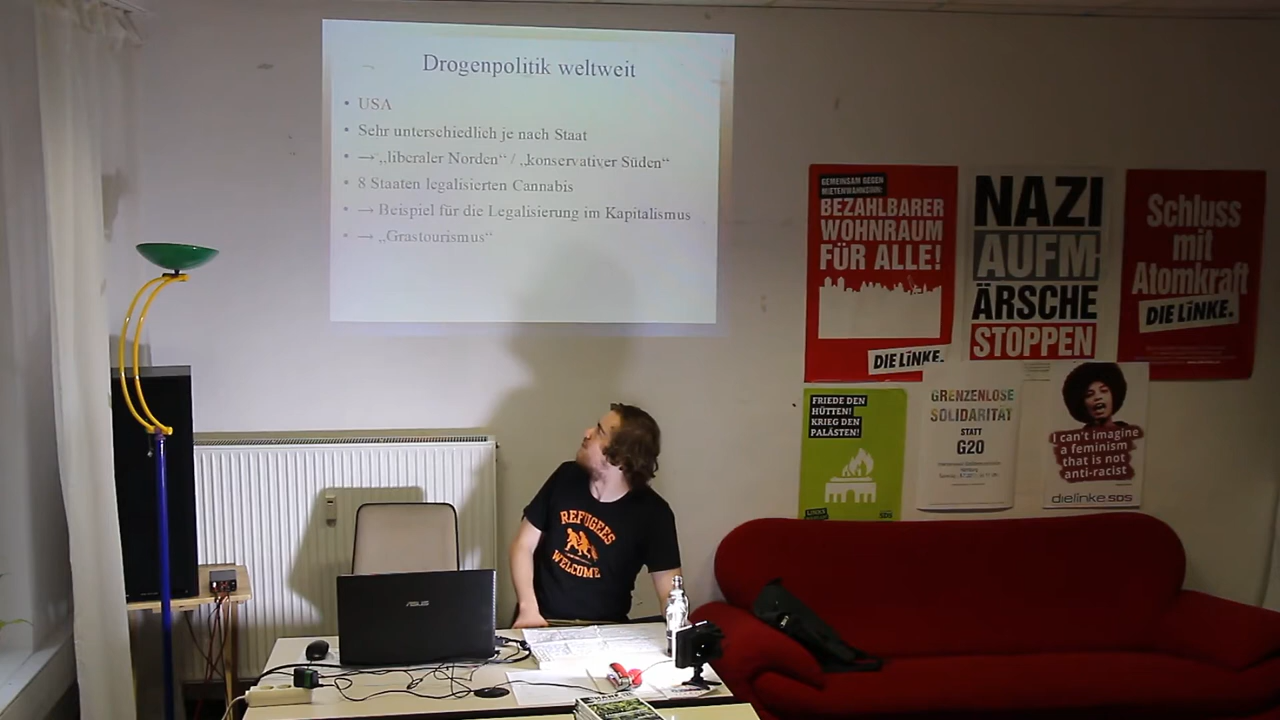 Drogenpolitik weltweit
• USA
• Sehr unterschiedlich je nach Staat
• → „liberaler Norden“ / „konservativer Süden“
• 8 Staaten legalisierten Cannabis
• → Beispiel für die Legalisierung im Kapitalismus
• → „Grastourismus“
GEMEINSAM GEGEN
MIETENWAHNSINN:
BEZAHLBARER
WOHNRAUM
FÜR ALLE!
DIE LINKE.
NAZI
AUFM
ÄRSCHE
STOPPEN
Schluss
mit
Atomkraft
DIE LINKE.
FRIEDE DEN
HÜTTEN!
KRIEG DEN
PALÄSTEN!
SDS
GRENZENLOSE
SOLIDARITÄT
STATT
G20
I can't imagine
a feminism
that is not
anti-racist
dielinke.SDS
REFUGEES
WELCOME
ASUS